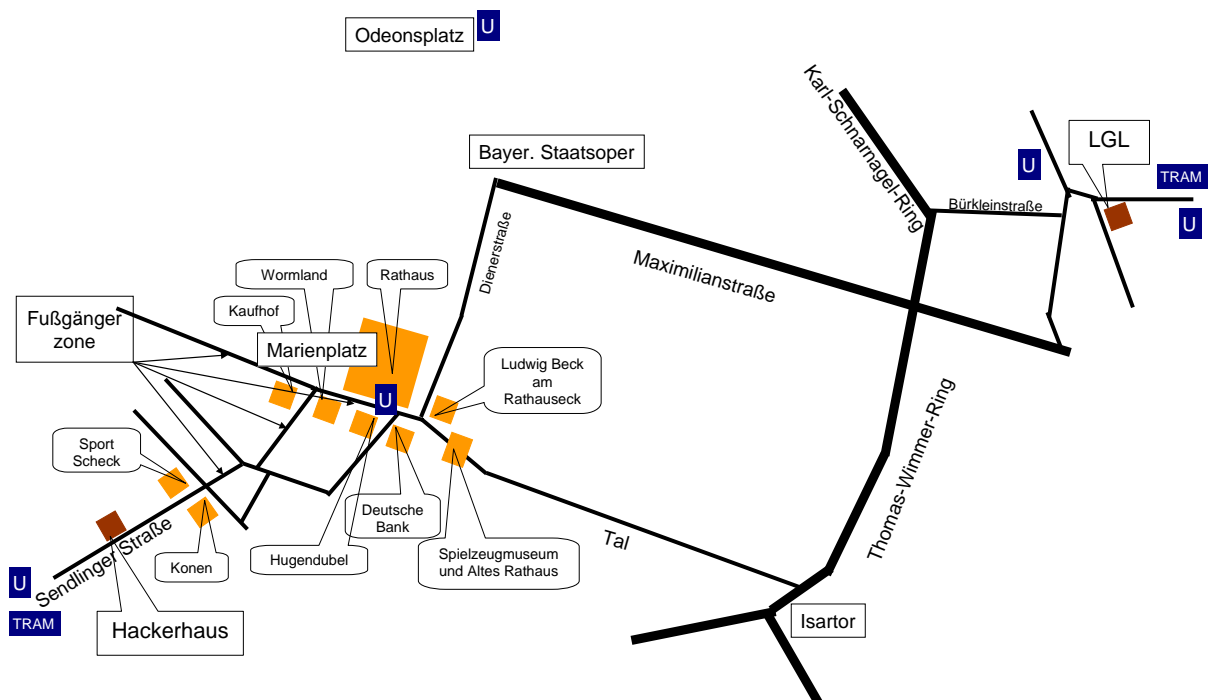 Odeonsplatz
U
Karl-Schnarnagel-Ring
LGL
Bayer. Staatsoper
U
TRAM
Bürkleinstraße
U
Dienerstraße
Maximilianstraße
Wormland
Rathaus
Kaufhof
Fußgänger
zone
Marienplatz
Ludwig Beck
am
Rathauseck
U
Sport
Scheck
Thomas-Wimmer-Ring
Deutsche
Bank
Tal
Sendlinger Straße
Konen
Hugendubel
Spielzeugmuseum
und Altes Rathaus
U
TRAM
Hackerhaus
Isartor